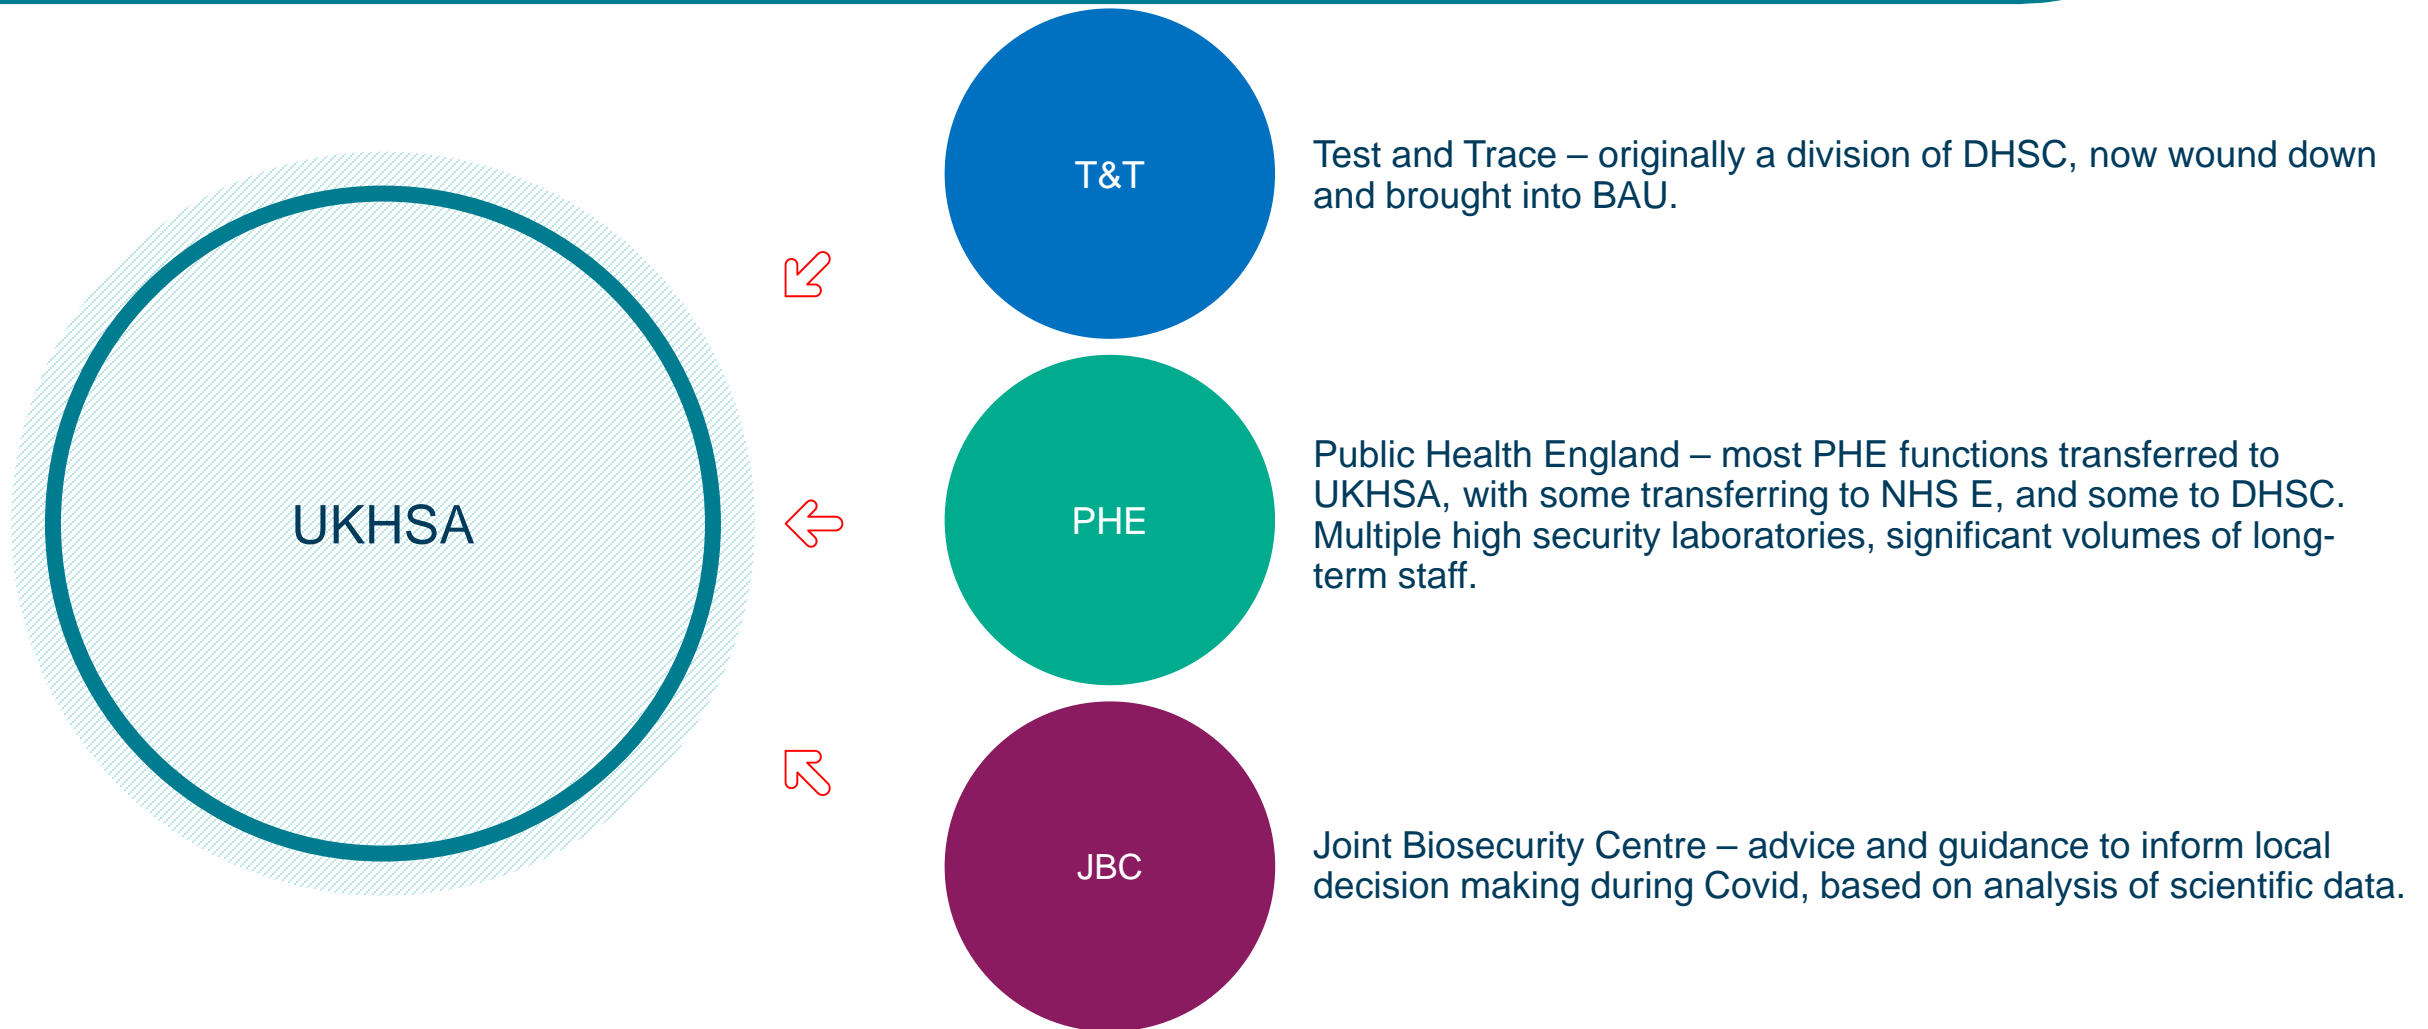 UKHSA
T&T
Test and Trace – originally a division of DHSC, now wound down
and brought into BAU.
PHE
Public Health England – most PHE functions transferred to
UKHSA, with some transferring to NHS E, and some to DHSC.
Multiple high security laboratories, significant volumes of long-
term staff.
JBC
Joint Biosecurity Centre – advice and guidance to inform local
decision making during Covid, based on analysis of scientific data.